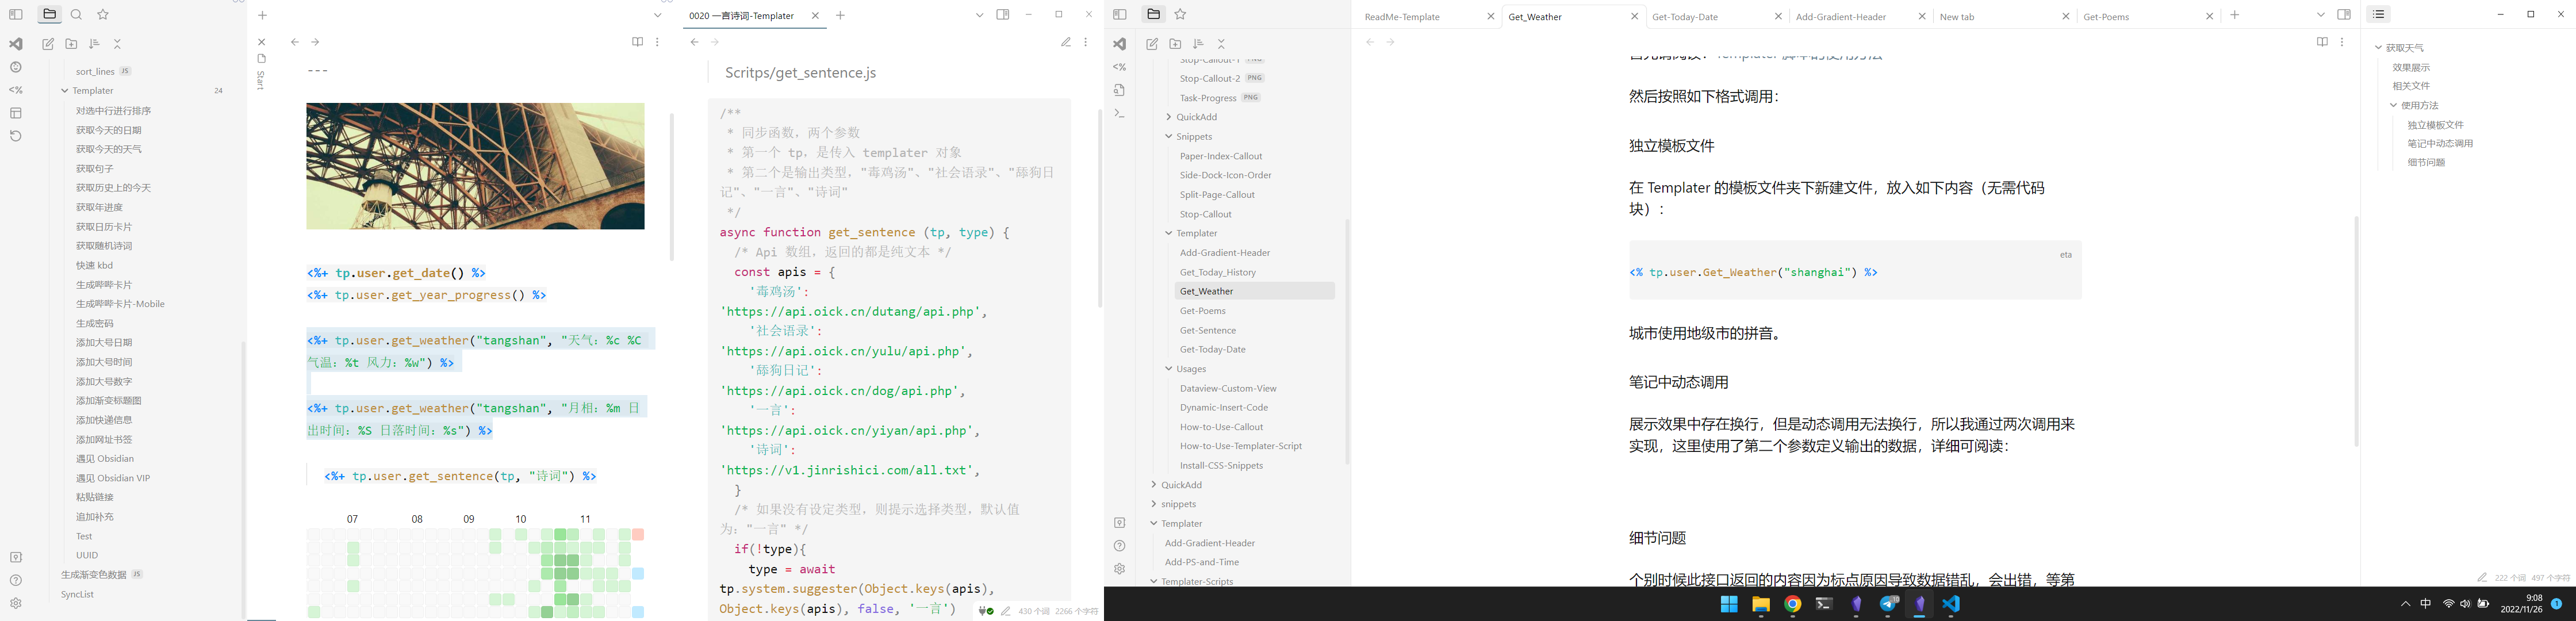 sort_lines JS
Templater 24
对选中行进行排序
获取今天的日期
获取今天的天气
获取句子
获取历史上的今天
获取年进度
获取日历卡片
获取随机诗词
快速 kbd
生成哔哔卡片
生成哔哔卡片-Mobile
生成密码
添加大号日期
添加大号时间
添加大号数字
添加渐变标题图
添加快递信息
添加网址书签
遇见 Obsidian
遇见 Obsidian VIP
粘贴链接
追加补充
Test
UUID
生成渐变色数据 JS
SyncList
Start
---
<%+ tp.user.get_date() %>
<%+ tp.user.get_year_progress() %>
<%+ tp.user.get_weather("tangshan", "天气：%c %C
气温：%t 风力：%w") %>
<%+ tp.user.get_weather("tangshan", "月相：%m 日
出时间：%S 日落时间：%s") %>
<%+ tp.user.get_sentence(tp, "诗词") %>
07 08 09 10 11
0020 一言诗词-Templater
Scritps/get_sentence.js
/**
* 同步函数，两个参数
* 第一个 tp，是传入 templater 对象
* 第二个是输出类型，"毒鸡汤"、"社会语录"、"舔狗日
记"、"一言"、"诗词"
*/
async function get_sentence (tp, type) {
/* Api 数组，返回的都是纯文本 */
const apis = {
'毒鸡汤':
'https://api.oick.cn/dutang/api.php',
'社会语录':
'https://api.oick.cn/yulu/api.php',
'舔狗日记':
'https://api.oick.cn/dog/api.php',
'一言':
'https://api.oick.cn/yiyan/api.php',
'诗词':
'https://v1.jinrishici.com/all.txt',
}
/* 如果没有设定类型，则提示选择类型，默认值
为："一言" */
if(!type){
type = await
tp.system.suggester(Object.keys(apis),
Object.keys(apis), false, '一言')
430 个词 2266 个字符
Stop-Callout-1 PNG
Stop-Callout-2 PNG
Task-Progress PNG
QuickAdd
Snippets
Paper-Index-Callout
Side-Dock-Icon-Order
Split-Page-Callout
Stop-Callout
Templater
Add-Gradient-Header
Get_Today_History
Get_Weather
Get-Poems
Get-Sentence
Get-Today-Date
Usages
Dataview-Custom-View
Dynamic-Insert-Code
How-to-Use-Callout
How-to-Use-Templater-Script
Install-CSS-Snippets
QuickAdd
snippets
Templater
Add-Gradient-Header
Add-PS-and-Time
Templater-Scripts
ReadMe-Template
Get_Weather
Get-Today-Date
Add-Gradient-Header
New tab
Get-Poems
首先请阅读：Templater 脚本的使用方法
然后按照如下格式调用：
独立模板文件
在 Templater 的模板文件夹下新建文件，放入如下内容（无需代码
块）：
eta
<% tp.user.Get_Weather("shanghai") %>
城市使用地级市的拼音。
笔记中动态调用
展示效果中存在换行，但是动态调用无法换行，所以我通过两次调用来
实现，这里使用了第二个参数定义输出的数据，详细可阅读：
细节问题
个别时候此接口返回的内容因为标点原因导致数据错乱，会出错，等第
获取天气
效果展示
相关文件
使用方法
独立模板文件
笔记中动态调用
细节问题
222 个词 497 个字符
中
9:08
2022/11/26
1